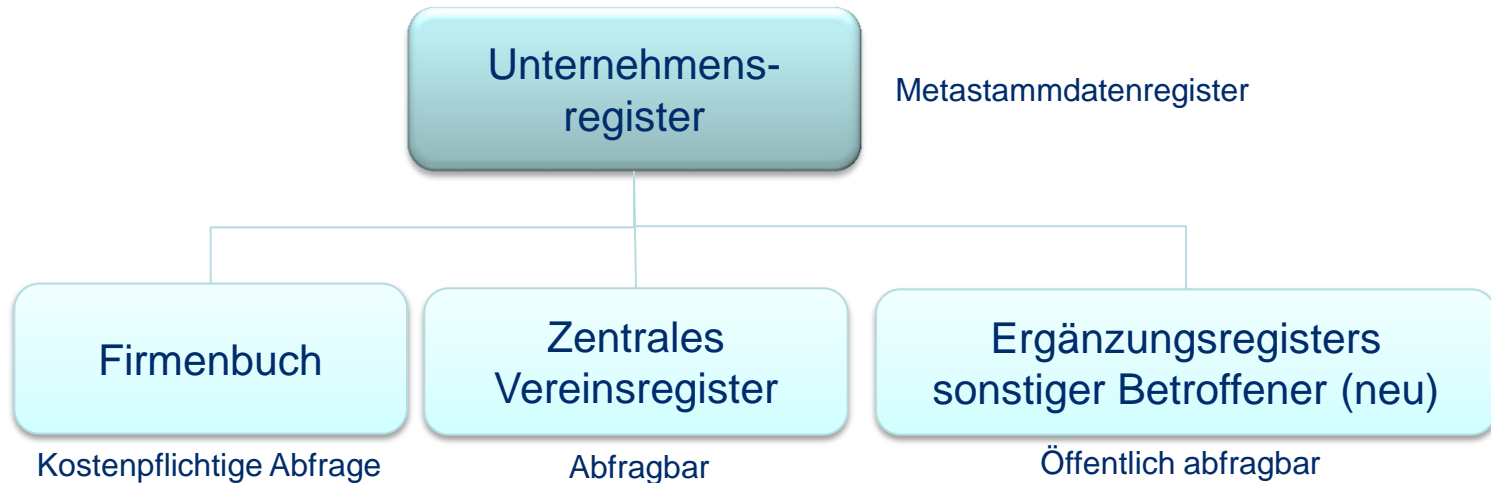 Unternehmens-
register
Metastammdatenregister
Firmenbuch
Zentrales
Vereinsregister
Ergänzungsregisters
sonstiger Betroffener (neu)
Kostenpflichtige Abfrage
Abfragbar
Öffentlich abfragbar